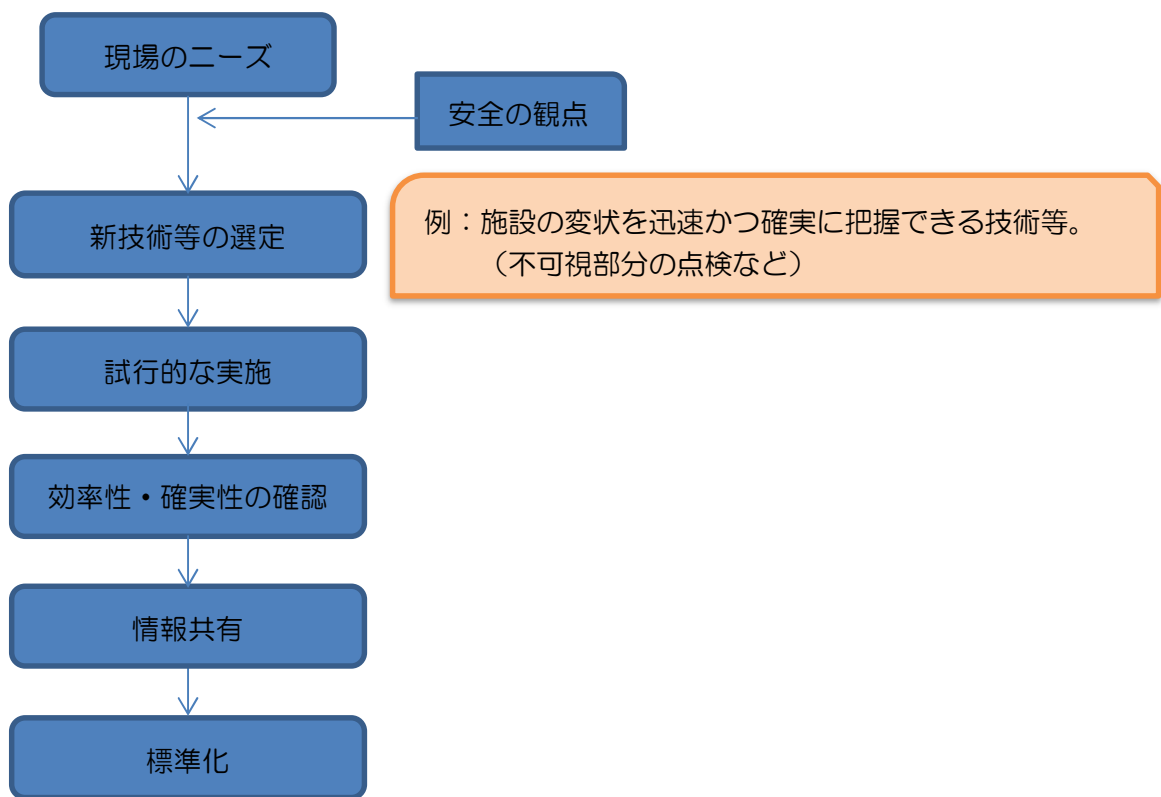 現場のニーズ
安全の観点
新技術等の選定
例：施設の変状を迅速かつ確実に把握できる技術等。
（不可視部分の点検など）
試行的な実施
効率性・確実性の確認
情報共有
標準化